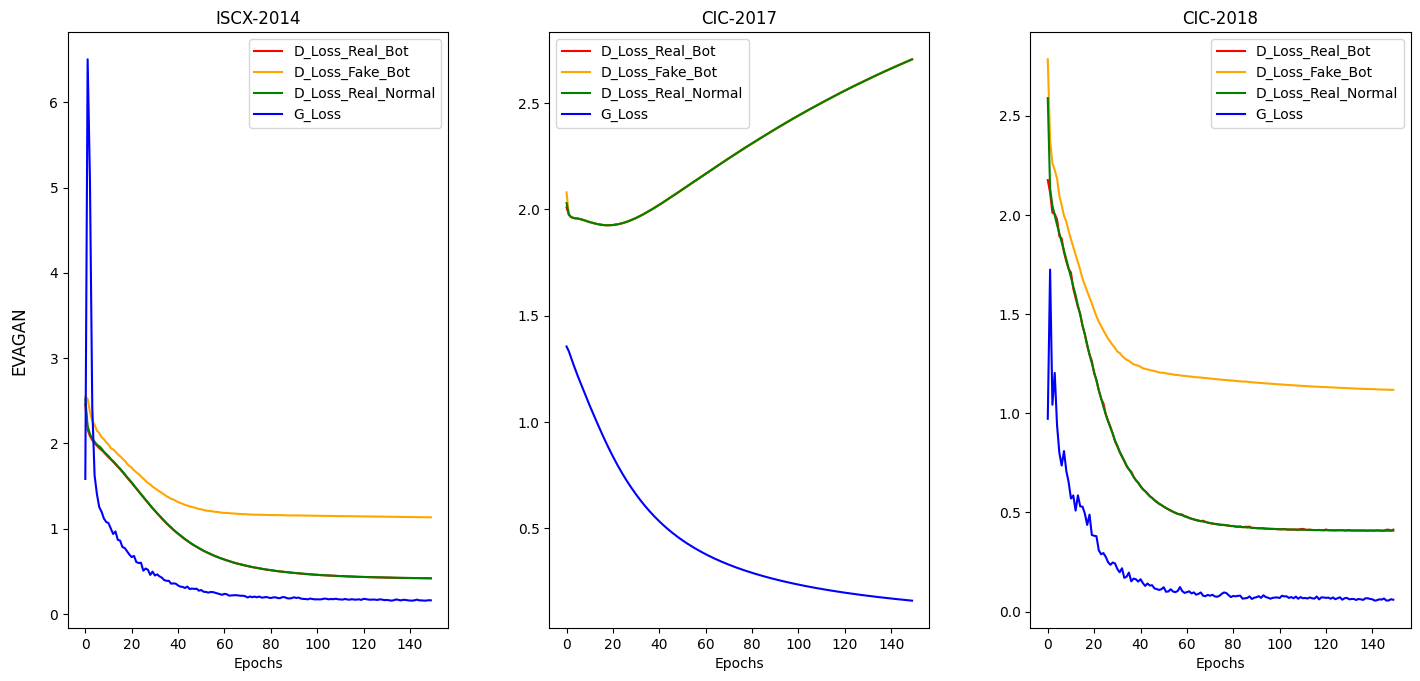 EVAGAN
ISCX-2014
D_Loss_Real_Bot
D_Loss_Fake_Bot
D_Loss_Real_Normal
G_Loss
6
5
4
3
2
1
0
0 20 40 60 80 100 120 140
Epochs
CIC-2017
D_Loss_Real_Bot
D_Loss_Fake_Bot
D_Loss_Real_Normal
G_Loss
2.5
2.0
1.5
1.0
0.5
0 20 40 60 80 100 120 140
Epochs
CIC-2018
D_Loss_Real_Bot
D_Loss_Fake_Bot
D_Loss_Real_Normal
G_Loss
2.5
2.0
1.5
1.0
0.5
0.0
0 20 40 60 80 100 120 140
Epochs